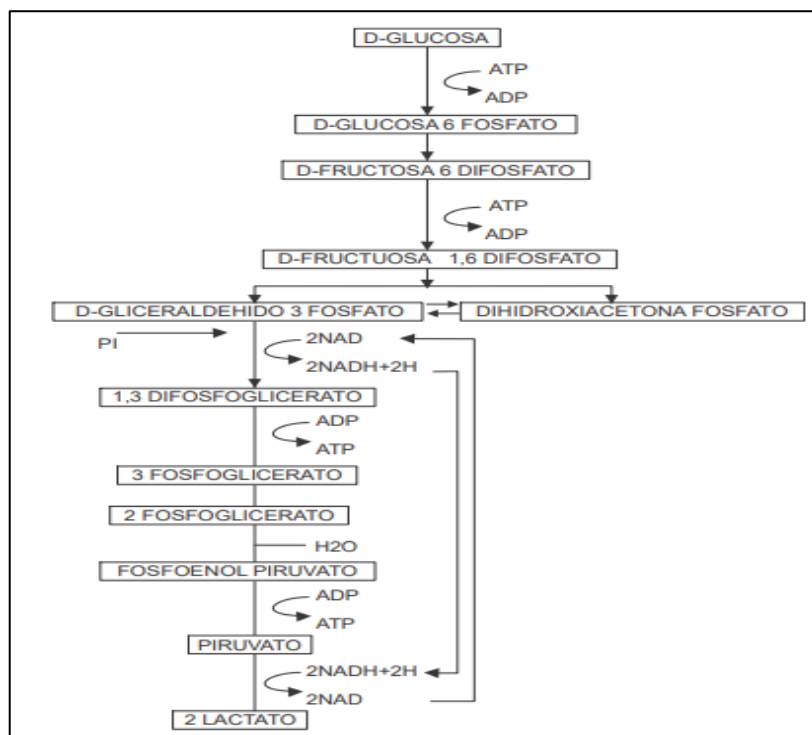 D-GLUCOSA
ATP
ADP
D-GLUCOSA 6 FOSFATO
D-FRUCTOSA 6 DIFOSFATO
ATP
ADP
D-FRUCTUOSA 1,6 DIFOSFATO
D-GLICERALDEHIDO 3 FOSFATO
DIHIDROXIACETONA FOSFATO
PI
2NAD
2NADH+2H
1,3 DIFOSFOGLICERATO
ADP
ATP
3 FOSFOGLICERATO
2 FOSFOGLICERATO
H2O
FOSFOENOL PIRUVATO
ADP
ATP
PIRUVATO
2NADH+2H
2NAD
2 LACTATO